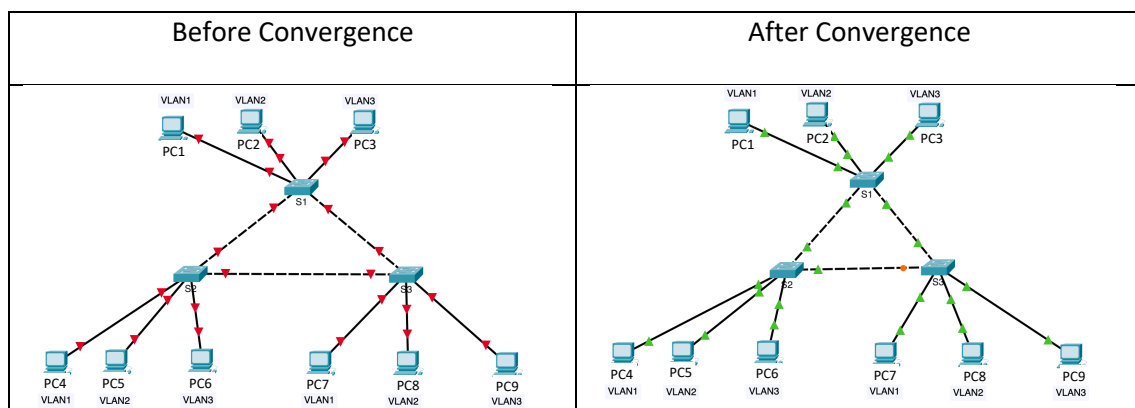 Before Convergence
After Convergence
VLAN1
VLAN2
VLAN3
PC1
PC2
PC3
S1
S2
S3
PC4
PC5
PC6
PC7
PC8
PC9
VLAN1
VLAN2
VLAN3
VLAN1
VLAN2
VLAN3
VLAN1
VLAN2
VLAN3
PC1
PC2
PC3
S1
S2
S3
PC4
PC5
PC6
PC7
PC8
PC9
VLAN1
VLAN2
VLAN3
VLAN1
VLAN2
VLAN3